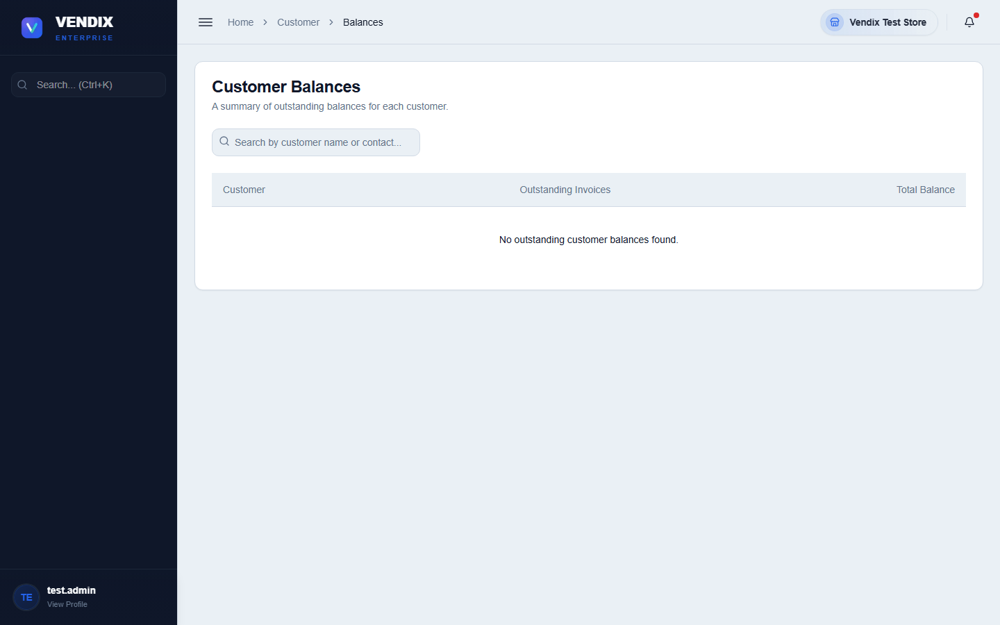 VENDIX
ENTERPRISE
Search... (Ctrl+K)
Home
Customer
Balances
Vendix Test Store
Customer Balances
A summary of outstanding balances for each customer.
Search by customer name or contact...
Customer
Outstanding Invoices
Total Balance
No outstanding customer balances found.
TE
test.admin
View Profile